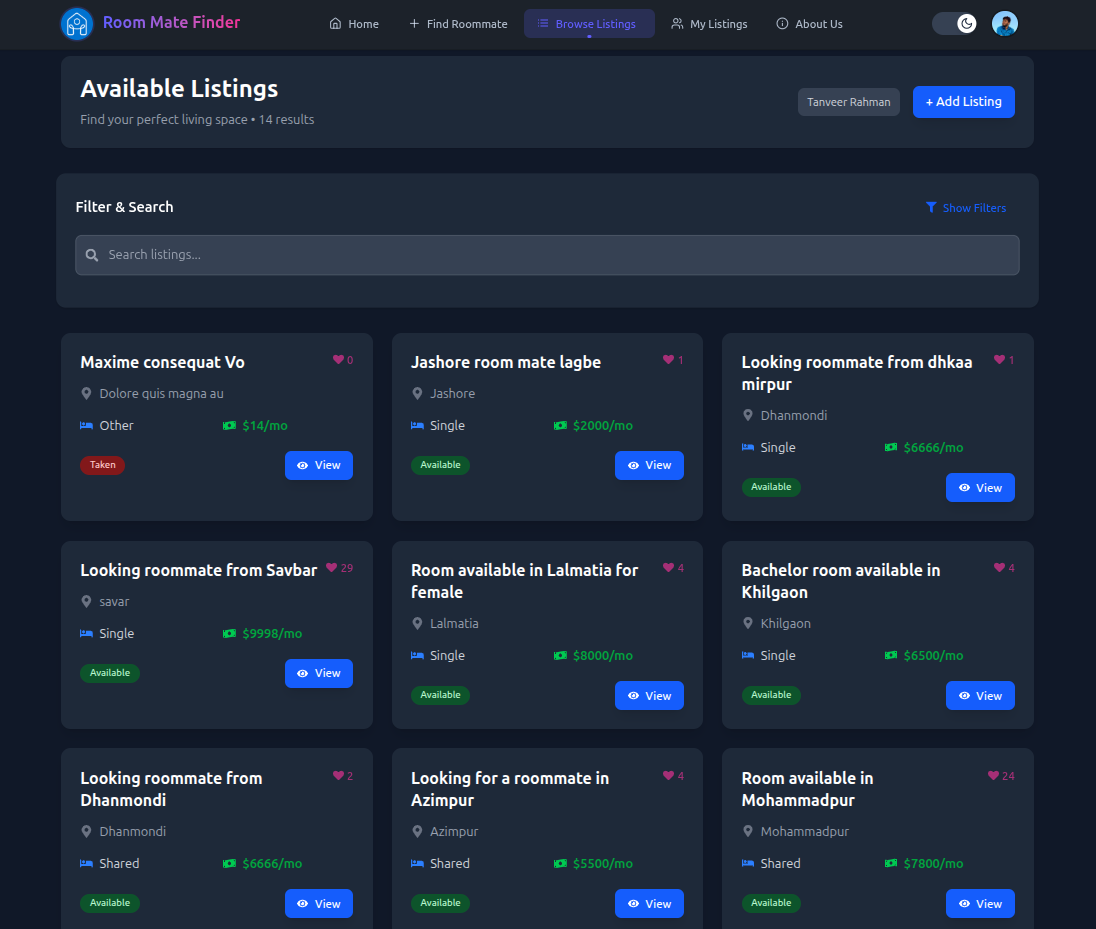 Room Mate Finder
Home
Find Roommate
Browse Listings
My Listings
About Us
Available Listings
Find your perfect living space • 14 results
Tanveer Rahman
+ Add Listing
Filter & Search
Show Filters
Search listings...
Maxime consequat Vo
0
Dolore quis magna au
Other
$14/mo
Taken
View
Jashore room mate lagbe
1
Jashore
Single
$2000/mo
Available
View
Looking roommate from dhkaa
mirpur
1
Dhanmondi
Single
$6666/mo
Available
View
Looking roommate from Savbar
29
savar
Single
$9998/mo
Available
View
Room available in Lalmatia for
female
4
Lalmatia
Single
$8000/mo
Available
View
Bachelor room available in
Khilgaon
4
Khilgaon
Single
$6500/mo
Available
View
Looking roommate from
Dhanmondi
2
Dhanmondi
Shared
$6666/mo
Available
View
Looking for a roommate in
Azimpur
4
Azimpur
Shared
$5500/mo
Available
View
Room available in
Mohammadpur
24
Mohammadpur
Shared
$7800/mo
Available
View